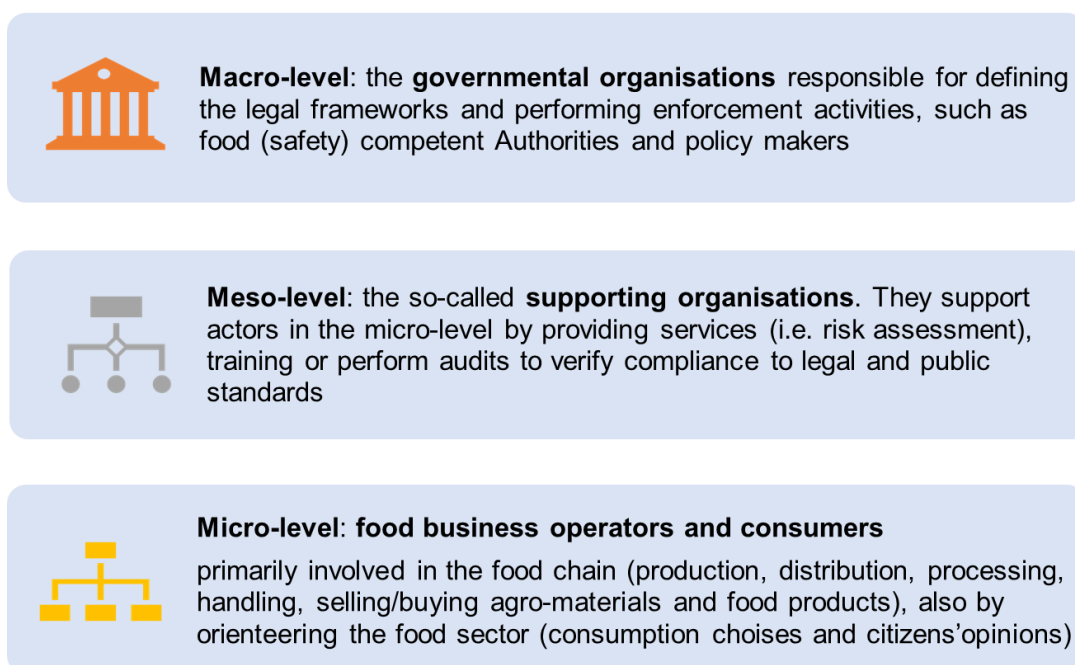 Macro-level: the governmental organisations responsible for defining
the legal frameworks and performing enforcement activities, such as
food (safety) competent Authorities and policy makers
Meso-level: the so-called supporting organisations. They support
actors in the micro-level by providing services (i.e. risk assessment),
training or perform audits to verify compliance to legal and public
standards
Micro-level: food business operators and consumers
primarily involved in the food chain (production, distribution, processing,
handling, selling/buying agro-materials and food products), also by
orienteering the food sector (consumption choises and citizens'opinions)